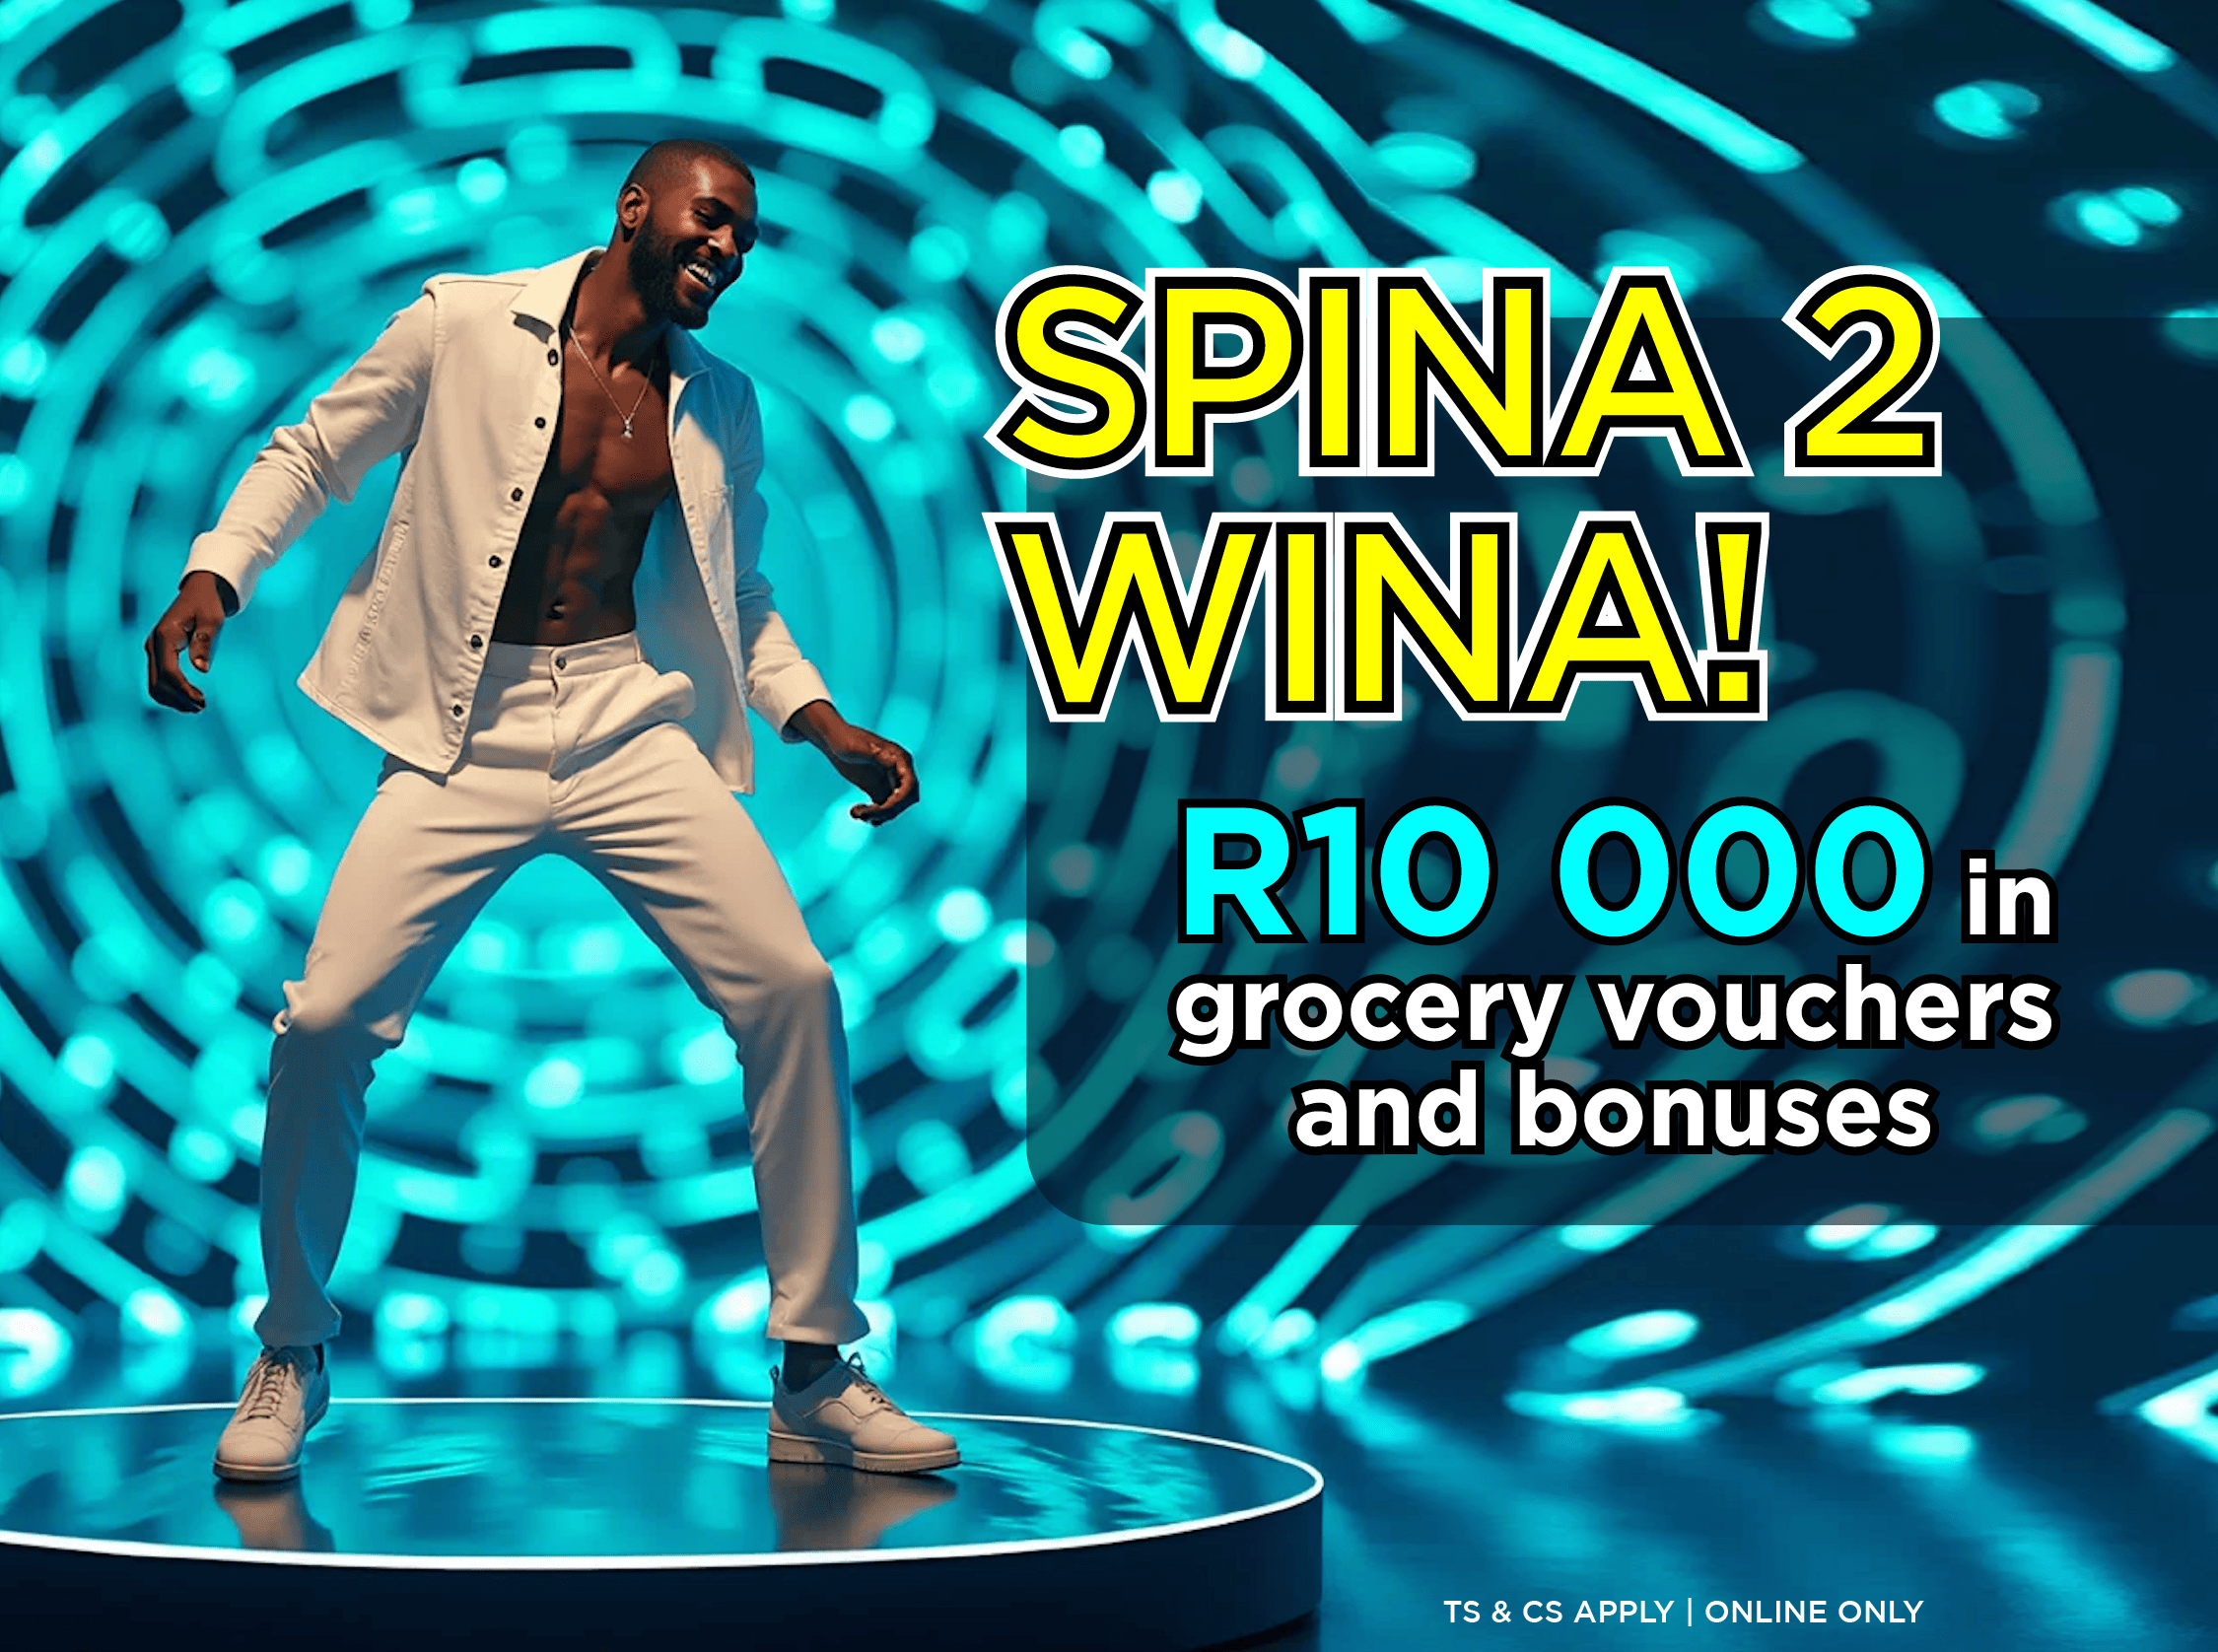 SPINA 2
WINA!
R10 000 in
grocery vouchers
and bonuses
TS & CS APPLY | ONLINE ONLY